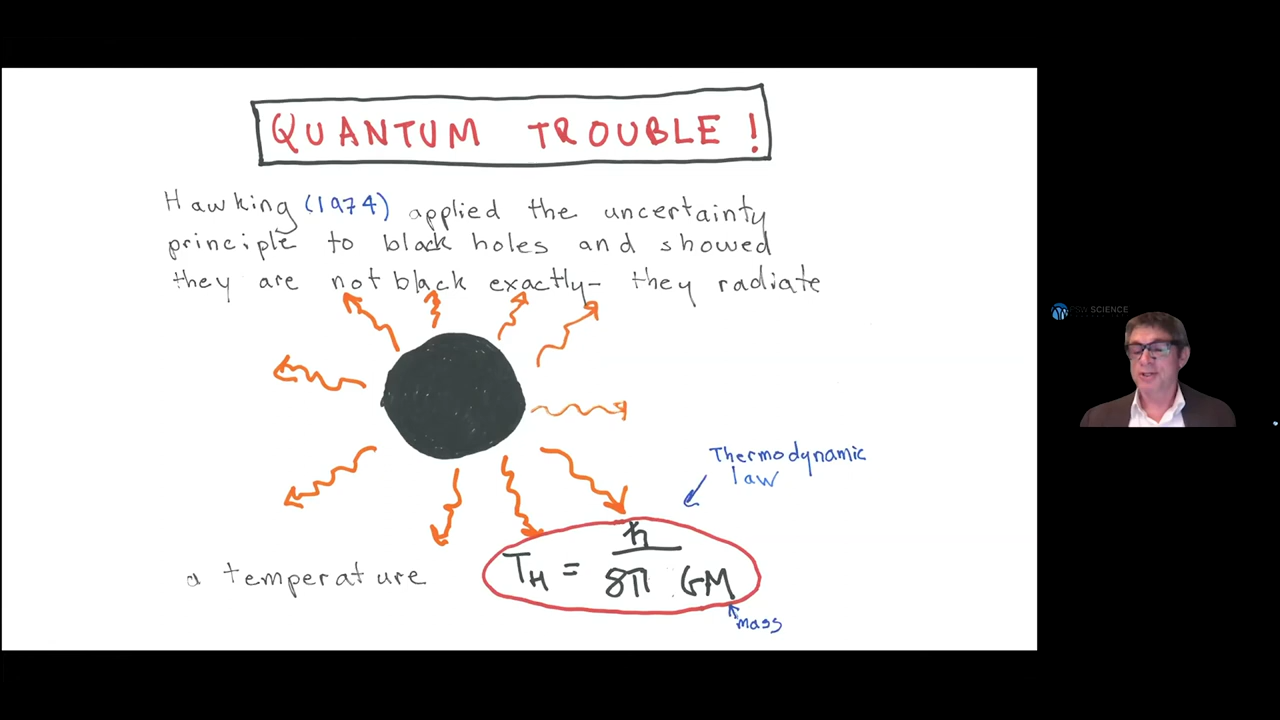 QUANTUM TROUBLE!
Hawking (1974) applied the uncertainty
principle to black holes and showed
they are not black exactly- they radiate
Thermodynamic
law
a temperature
T_H = ħ / 8π GM
mass
SCIENCE